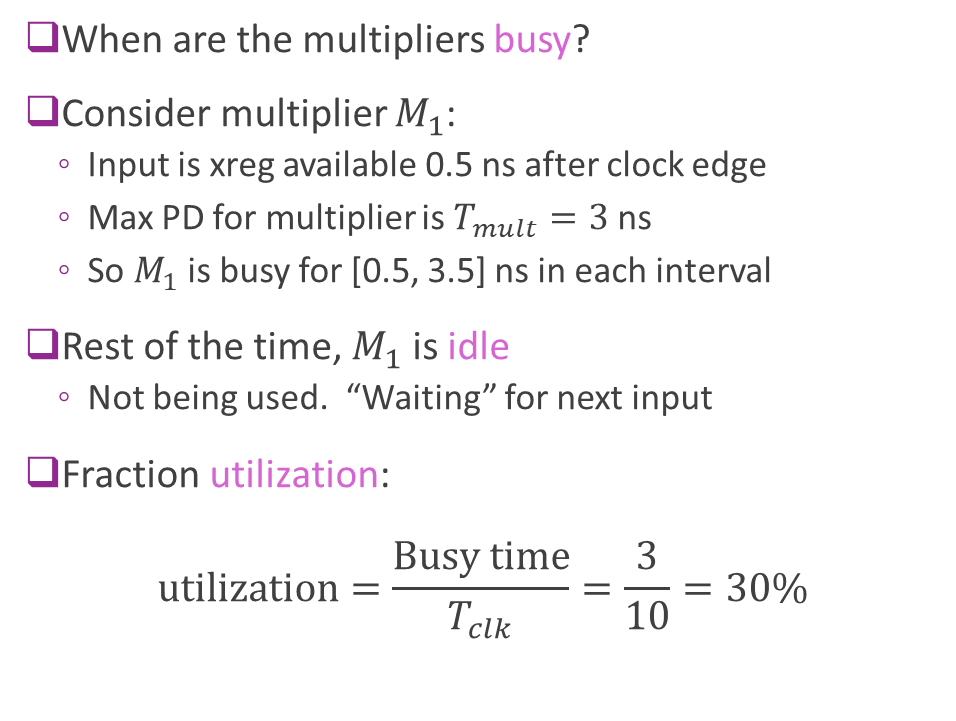 ❑When are the multipliers busy?
❑Consider multiplier $M_1$:
◦ Input is xreg available 0.5 ns after clock edge
◦ Max PD for multiplier is $T_{mult} = 3$ ns
◦ So $M_1$ is busy for [0.5, 3.5] ns in each interval
❑Rest of the time, $M_1$ is idle
◦ Not being used.  “Waiting” for next input
❑Fraction utilization:
$\text{utilization} = \frac{\text{Busy time}}{T_{clk}} = \frac{3}{10} = 30\%$